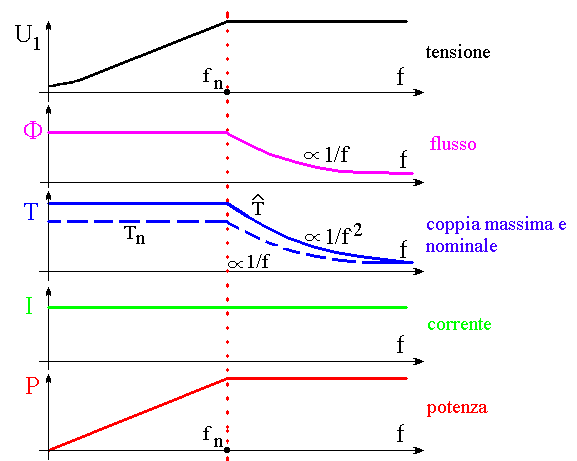 U₁
fₙ
f
tensione
Φ
∝1/f
f
flusso
T
T̂
Tₙ
∝1/f²
∝1/f
f
coppia massima e
nominale
I
f
corrente
P
fₙ
f
potenza